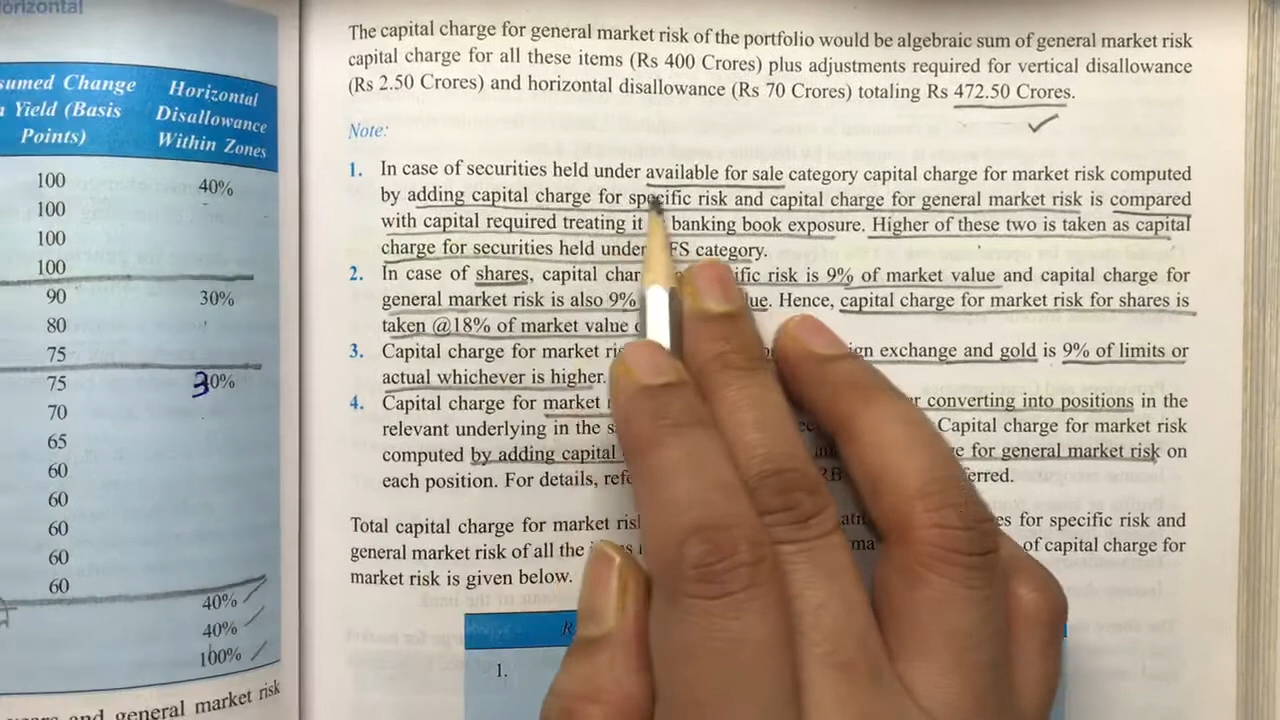 orizontal
sumed Change
Yield (Basis
Points)
Horizontal
Disallowance
Within Zones
100 40%
100
100
100
90 30%
80
75
75 30%
70
65
60
60
60
60
60
40%
40%
100%
and general market risk
The capital charge for general market risk of the portfolio would be algebraic sum of general market risk
capital charge for all these items (Rs 400 Crores) plus adjustments required for vertical disallowance
(Rs 2.50 Crores) and horizontal disallowance (Rs 70 Crores) totaling Rs 472.50 Crores.
Note:
1. In case of securities held under available for sale category capital charge for market risk computed
by adding capital charge for specific risk and capital charge for general market risk is compared
with capital required treating it banking book exposure. Higher of these two is taken as capital
charge for securities held under FS category.
2. In case of shares, capital char ific risk is 9% of market value and capital charge for
general market risk is also 9% lue. Hence, capital charge for market risk for shares is
taken @18% of market value
3. Capital charge for market ri ign exchange and gold is 9% of limits or
actual whichever is higher.
4. Capital charge for market r converting into positions in the
relevant underlying in the s Capital charge for market risk
computed by adding capital e for general market risk on
each position. For details, refe RB erred.
Total capital charge for market ris es for specific risk and
general market risk of all the ma of capital charge for
market risk is given below.
1.